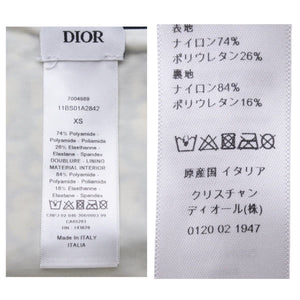 DIOR
7004989
11BS01A2842
XS
74% Polyamide -
Polyamide - Poliamide
26% Elasthanne -
Elastane - Spandex
DOUBLURE - LINING
MATERIAL INTERIOR
84% Polyamide -
Polyamide - Poliamide
16% Elasthanne -
Elastane - Spandex
Made In ITALY
ITALIA
表地
ナイロン74%
ポリウレタン26%
裏地
ナイロン84%
ポリウレタン16%
原産国 イタリア
クリスチャン
ディオール(株)
0120 02 1947